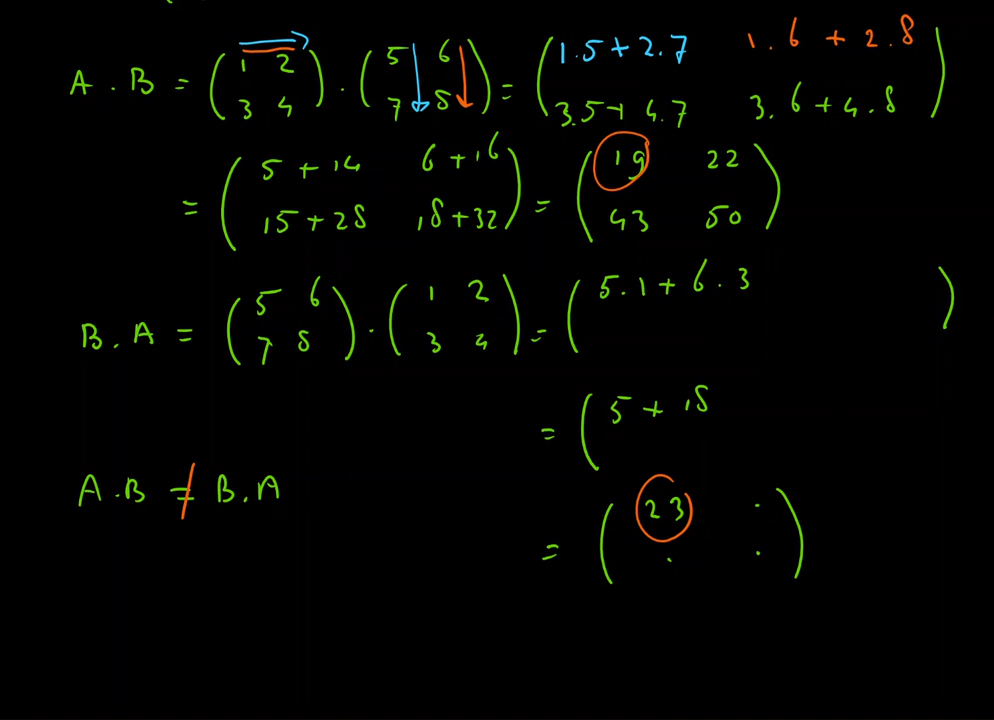 A . B = ( 1 2 ) . ( 5 6 ) = ( 1.5 + 2.7 1.6 + 2.8 )
3 4 7 8 3.5 + 4.7 3.6 + 4.8
= ( 5 + 14 6 + 16 ) = ( 19 22 )
15 + 28 18 + 32 43 50
B . A = ( 5 6 ) . ( 1 2 ) = ( 5.1 + 6.3 )
7 8 3 4
= ( 5 + 18
A . B ≠ B . A
= ( 23 . )
. .